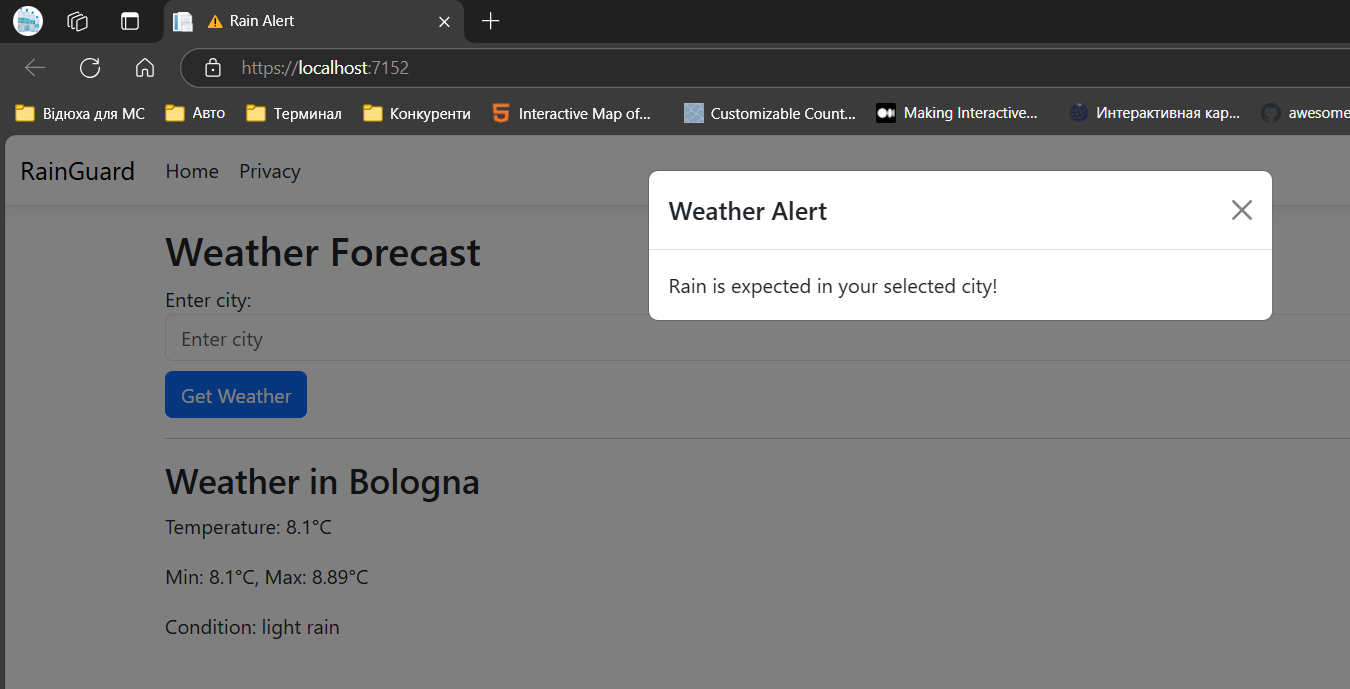 Rain Alert
https://localhost:7152
Відюха для МС
Авто
Терминал
Конкуренти
Interactive Map of...
Customizable Count...
Making Interactive...
Интерактивная кар...
awesome
RainGuard
Home
Privacy
Weather Alert
Rain is expected in your selected city!
Weather Forecast
Enter city:
Enter city
Get Weather
Weather in Bologna
Temperature: 8.1°C
Min: 8.1°C, Max: 8.89°C
Condition: light rain